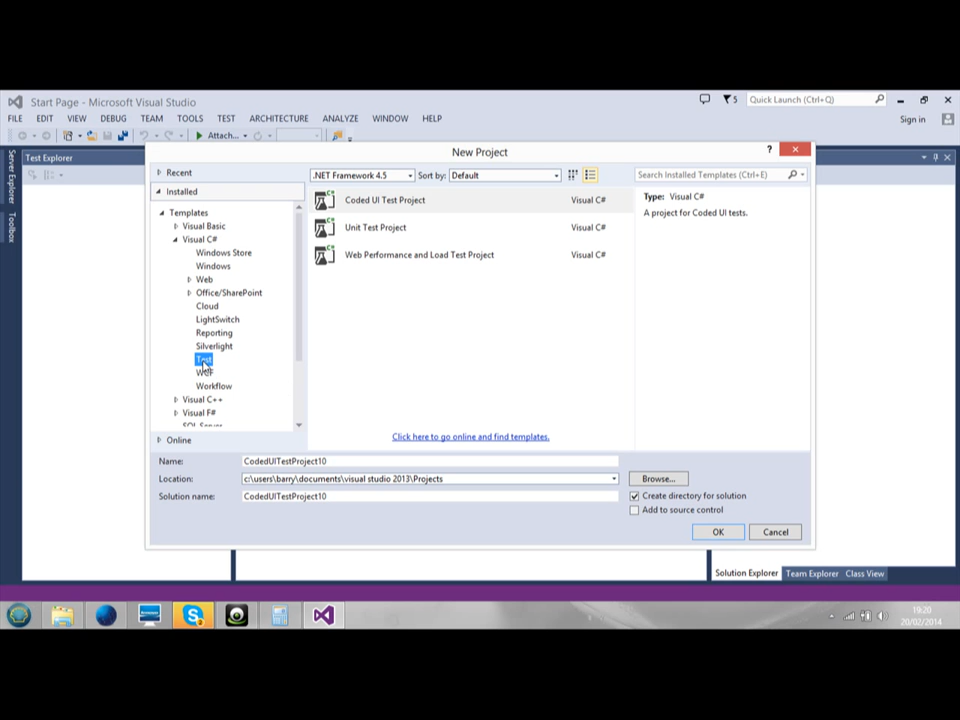 Start Page - Microsoft Visual Studio
5
Quick Launch (Ctrl+Q)
FILE EDIT VIEW DEBUG TEAM TOOLS TEST ARCHITECTURE ANALYZE WINDOW HELP
Sign in
Attach...
Server Explorer
Toolbox
Test Explorer
New Project
?
Recent
.NET Framework 4.5
Sort by: Default
Search Installed Templates (Ctrl+E)
Installed
Templates
Visual Basic
Visual C#
Windows Store
Windows
Web
Office/SharePoint
Cloud
LightSwitch
Reporting
Silverlight
Test
WCF
Workflow
Visual C++
Visual F#
SQL Server
Online
Coded UI Test Project Visual C#
Unit Test Project Visual C#
Web Performance and Load Test Project Visual C#
Click here to go online and find templates.
Type: Visual C#
A project for Coded UI tests.
Name: CodedUITestProject10
Location: c:\users\barry\documents\visual studio 2013\Projects
Browse...
Solution name: CodedUITestProject10
Create directory for solution
Add to source control
OK Cancel
Solution Explorer Team Explorer Class View
19:20
20/02/2014